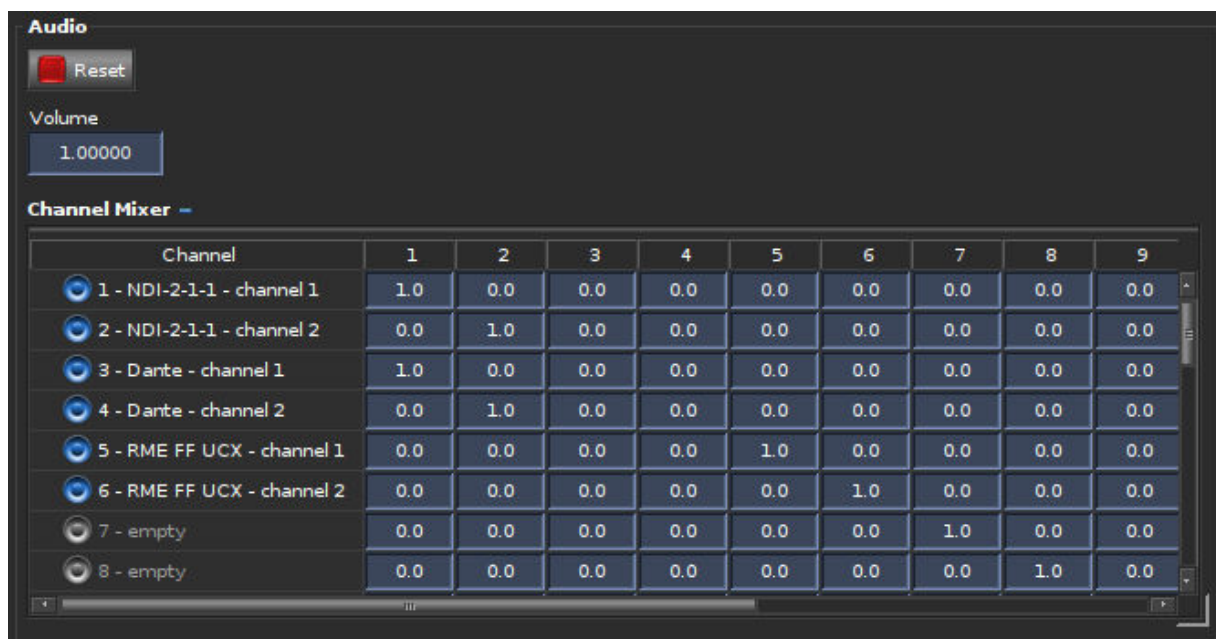 Audio
Reset
Volume
1.00000
Channel Mixer –
Channel 1 2 3 4 5 6 7 8 9
1 - NDI-2-1-1 - channel 1 1.0 0.0 0.0 0.0 0.0 0.0 0.0 0.0 0.0
2 - NDI-2-1-1 - channel 2 0.0 1.0 0.0 0.0 0.0 0.0 0.0 0.0 0.0
3 - Dante - channel 1 1.0 0.0 0.0 0.0 0.0 0.0 0.0 0.0 0.0
4 - Dante - channel 2 0.0 1.0 0.0 0.0 0.0 0.0 0.0 0.0 0.0
5 - RME FF UCX - channel 1 0.0 0.0 0.0 0.0 1.0 0.0 0.0 0.0 0.0
6 - RME FF UCX - channel 2 0.0 0.0 0.0 0.0 0.0 1.0 0.0 0.0 0.0
7 - empty 0.0 0.0 0.0 0.0 0.0 0.0 1.0 0.0 0.0
8 - empty 0.0 0.0 0.0 0.0 0.0 0.0 0.0 1.0 0.0